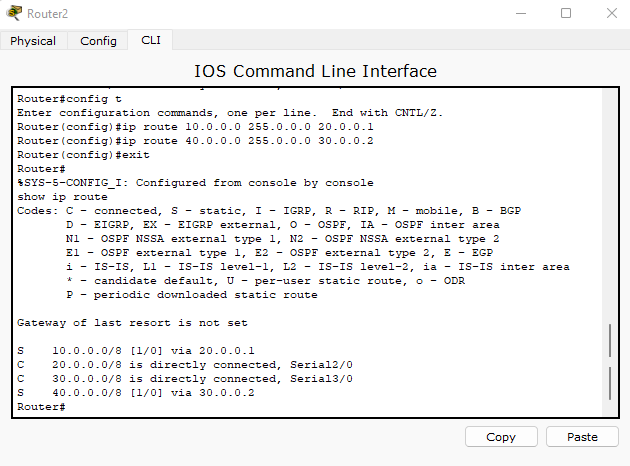 Router2
Physical Config CLI
IOS Command Line Interface
Router#config t
Enter configuration commands, one per line.  End with CNTL/Z.
Router(config)#ip route 10.0.0.0 255.0.0.0 20.0.0.1
Router(config)#ip route 40.0.0.0 255.0.0.0 30.0.0.2
Router(config)#exit
Router#
%SYS-5-CONFIG_I: Configured from console by console
show ip route
Codes: C - connected, S - static, I - IGRP, R - RIP, M - mobile, B - BGP
       D - EIGRP, EX - EIGRP external, O - OSPF, IA - OSPF inter area
       N1 - OSPF NSSA external type 1, N2 - OSPF NSSA external type 2
       E1 - OSPF external type 1, E2 - OSPF external type 2, E - EGP
       i - IS-IS, L1 - IS-IS level-1, L2 - IS-IS level-2, ia - IS-IS inter area
       * - candidate default, U - per-user static route, o - ODR
       P - periodic downloaded static route
Gateway of last resort is not set
S    10.0.0.0/8 [1/0] via 20.0.0.1
C    20.0.0.0/8 is directly connected, Serial2/0
C    30.0.0.0/8 is directly connected, Serial3/0
S    40.0.0.0/8 [1/0] via 30.0.0.2
Router#
Copy Paste